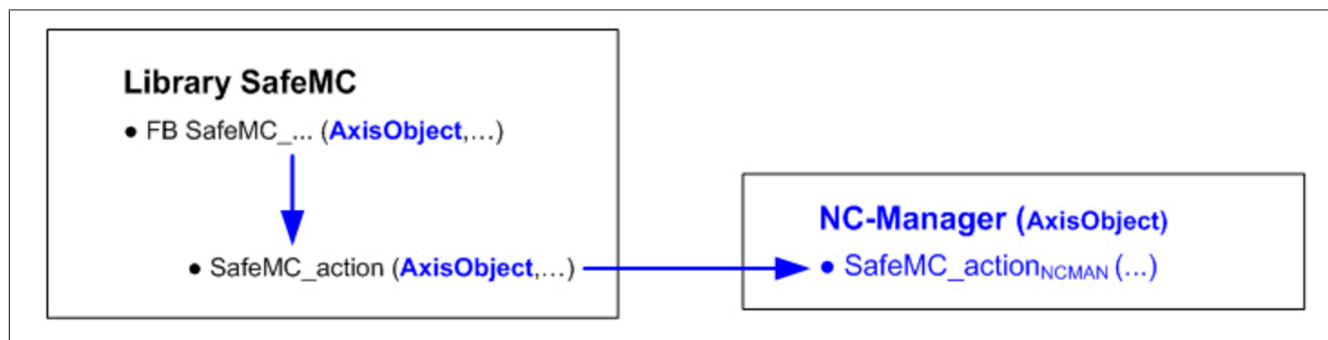 Library SafeMC
● FB SafeMC_... (AxisObject,...)
● SafeMC_action (AxisObject,...)
NC-Manager (AxisObject)
● SafeMC_actionNCMAN (...)